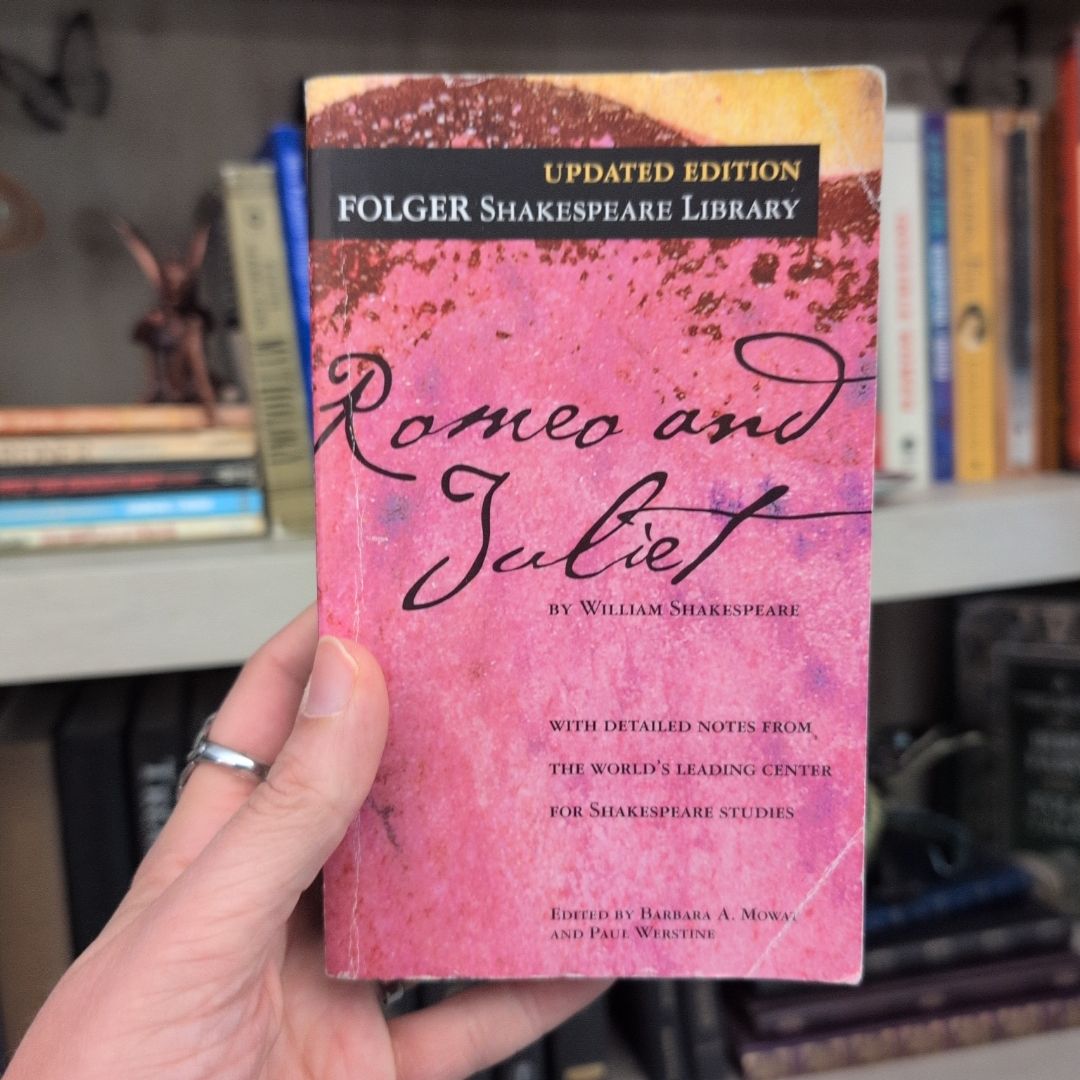 UPDATED EDITION
FOLGER SHAKESPEARE LIBRARY
Romeo and
Juliet
BY WILLIAM SHAKESPEARE
WITH DETAILED NOTES FROM
THE WORLD'S LEADING CENTER
FOR SHAKESPEARE STUDIES
EDITED BY BARBARA A. MOWAT
AND PAUL WERSTINE